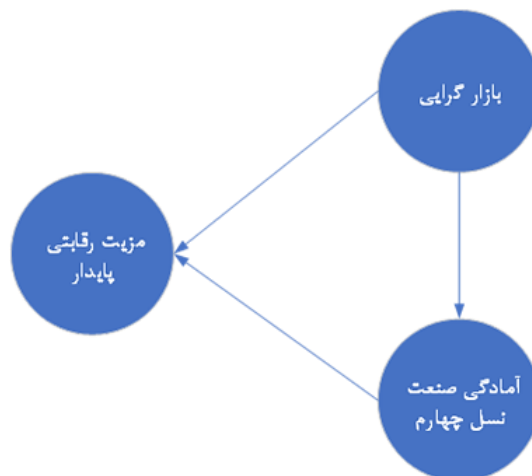 بازار گرایی
مزیت رقابتی
پایدار
آمادگی صنعت
نسل چهارم